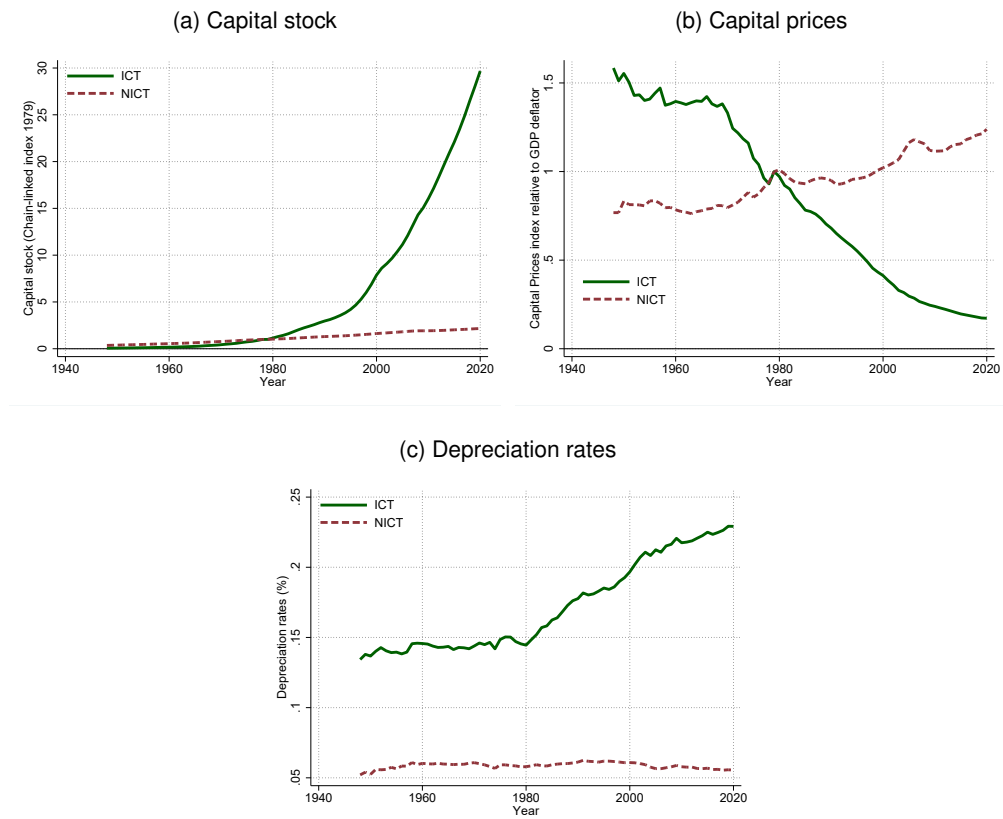 (a) Capital stock
Capital stock (Chain-linked index 1979)
30
25
20
15
10
5
0
ICT
NICT
1940 1960 1980 2000 2020
Year
(b) Capital prices
Capital Prices index relative to GDP deflator
1.5
1
.5
0
ICT
NICT
1940 1960 1980 2000 2020
Year
(c) Depreciation rates
Depreciation rates (%)
.25
.2
.15
.1
.05
ICT
NICT
1940 1960 1980 2000 2020
Year